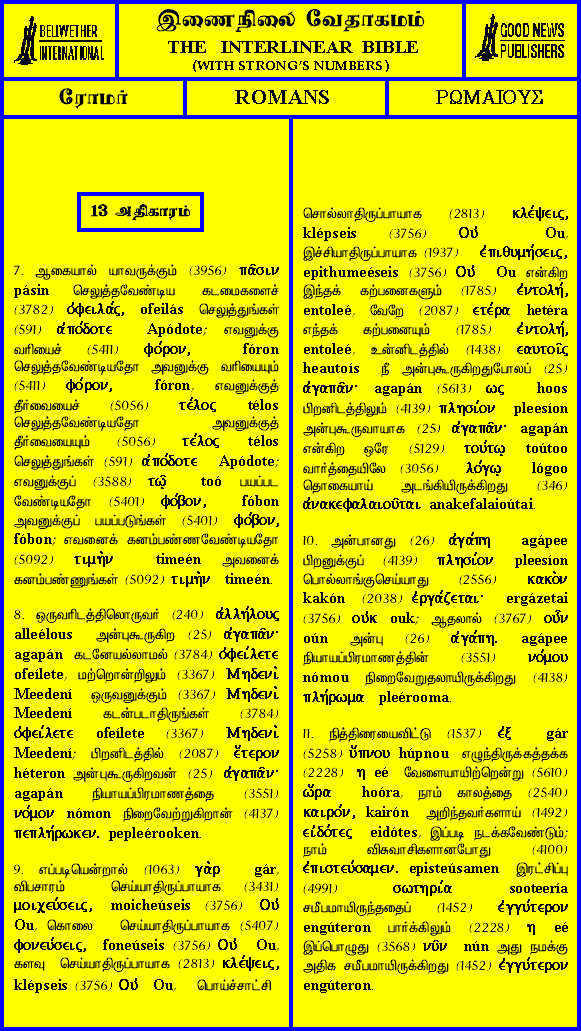 BELLWETHER
INTERNATIONAL
இணைநிலை வேதாகமம்
THE INTERLINEAR BIBLE
(WITH STRONG'S NUMBERS)
GOOD NEWS
PUBLISHERS
ரோமர்
ROMANS
ΡΩΜΑΙΟΥΣ
13 அதிகாரம்
7. ஆகையால் யாவருக்கும் (3956) πᾶσιν
pásin செலுத்தவேண்டிய கடமைகளைச்
(3782) ὀφειλάς, ofeilás செலுத்துங்கள்
(591) ἀπόδοτε Apódote; எவனுக்கு
வரியைச் (5411) φόρον, fóron
செலுத்தவேண்டியதோ அவனுக்கு வரியையும்
(5411) φόρον, fóron, எவனுக்குத்
தீர்வையைச் (5056) τέλος télos
செலுத்தவேண்டியதோ அவனுக்குத்
தீர்வையையும் (5056) τέλος télos
செலுத்துங்கள் (591) ἀπόδοτε Apódote;
எவனுக்குப் (3588) τῷ toó பயப்பட
வேண்டியதோ (5401) φόβον, fóbon
அவனுக்குப் பயப்படுங்கள் (5401) φόβον,
fóbon; எவனைக் கனம்பண்ணவேண்டியதோ
(5092) τιμὴν timeén அவனைக்
கனம்பண்ணுங்கள் (5092) τιμὴν timeén.
8. ஒருவரிடத்திலொருவர் (240) ἀλλήλους
alleélous அன்புகூருகிற (25) ἀγαπᾶν·
agapán கடனேயல்லாமல் (3784) ὀφείλετε
ofeílete, மற்றொன்றிலும் (3367) Μηδενὶ
Meedení ஒருவனுக்கும் (3367) Μηδενὶ
Meedení கடன்படாதிருங்கள் (3784)
ὀφείλετε ofeílete (3367) Μηδενὶ
Meedení; பிறனிடத்தில் (2087) ἕτερον
héteron அன்புகூருகிறவன் (25) ἀγαπᾶν·
agapán நியாயப்பிரமாணத்தை (3551)
νόμον nómon நிறைவேற்றுகிறான் (4137)
πεπλήρωκεν. pepleérooken.
9. எப்படியென்றால் (1063) γὰρ gár,
விபசாரம் செய்யாதிருப்பாயாக (3431)
μοιχεύσεις, moicheúseis (3756) Οὐ
Ou, கொலை செய்யாதிருப்பாயாக (5407)
φονεύσεις, foneúseis (3756) Οὐ Ou,
களவு செய்யாதிருப்பாயாக (2813) κλέψεις,
klépseis (3756) Οὐ Ou, பொய்ச்சாட்சி
சொல்லாதிருப்பாயாக (2813) κλέψεις,
klépseis (3756) Οὐ Ou,
இச்சியாதிருப்பாயாக (1937) ἐπιθυμήσεις,
epithumeéseis (3756) Οὐ Ou என்கிற
இந்தக் கற்பனைகளும் (1785) ἐντολή,
entoleé, வேறே (2087) ετέρα hetéra
எந்தக் கற்பனையும் (1785) ἐντολή,
entoleé, உன்னிடத்தில் (1438) εαυτοῖς
heautoís நீ அன்புகூருகிறதுபோலப் (25)
ἀγαπᾶν· agapán (5613) ως hoos
பிறனிடத்திலும் (4139) πλησίον pleesíon
அன்புகூருவாயாக (25) ἀγαπᾶν· agapán
என்கிற ஒரே (5129) τούτῳ toútoo
வார்த்தையிலே (3056) λόγῳ lógoo
தொகையாய் அடங்கியிருக்கிறது (346)
ἀνακεφαλαιοῦται anakefalaioútai.
10. அன்பானது (26) ἀγάπη agápee
பிறனுக்குப் (4139) πλησίον pleesíon
பொல்லாங்குசெய்யாது (2556) κακὸν
kakón (2038) ἐργάζεται· ergázetai
(3756) οὐκ ouk; ஆதலால் (3767) οὖν
oún அன்பு (26) ἀγάπη. agápee
நியாயப்பிரமாணத்தின் (3551) νόμου
nómou நிறைவேறுதலாயிருக்கிறது (4138)
πλήρωμα pleérooma.
11. நித்திரையைவிட்டு (1537) ἐξ gár
(5258) ὕπνου húpnou எழுந்திருக்கத்தக்க
(2228) η eé வேளையாயிற்றென்று (5610)
ὥρα hoóra, நாம் காலத்தை (2540)
καιρόν, kairón அறிந்தவர்களாய் (1492)
εἰδότες eidótes, இப்படி நடக்கவேண்டும்;
நாம் விசுவாசிகளானபோது (4100)
ἐπιστεύσαμεν. episteúsamen இரட்சிப்பு
(4991) σωτηρία sooteería
சமீபமாயிருந்ததைப் (1452) ἐγγύτερον
engúteron பார்க்கிலும் (2228) η eé
இப்பொழுது (3568) νῦν nún அது நமக்கு
அதிக சமீபமாயிருக்கிறது (1452) ἐγγύτερον
engúteron.